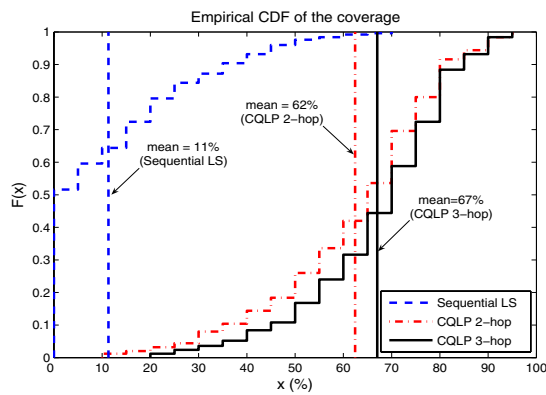 Empirical CDF of the coverage
1
0.9
0.8
0.7
0.6
0.5
0.4
0.3
0.2
0.1
0
F(x)
mean = 62%
(CQLP 2-hop)
mean = 11%
(Sequential LS)
mean=67%
(CQLP 3-hop)
Sequential LS
CQLP 2-hop
CQLP 3-hop
0 10 20 30 40 50 60 70 80 90 100
x (%)